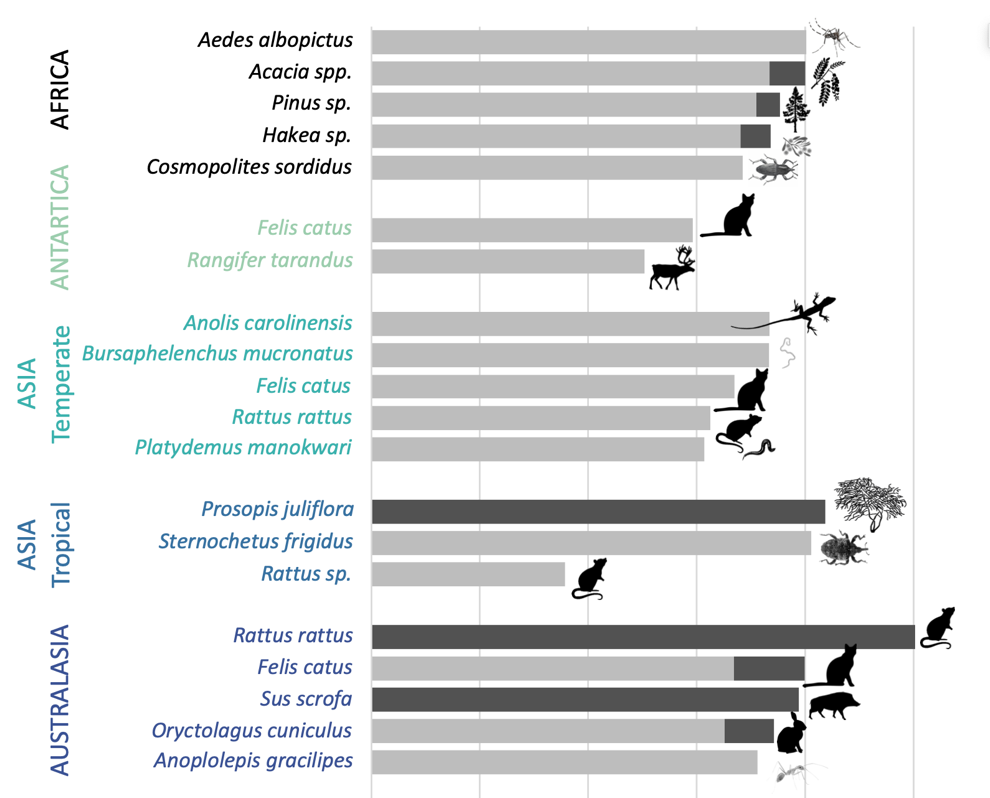 AFRICA
Aedes albopictus
Acacia spp.
Pinus sp.
Hakea sp.
Cosmopolites sordidus
ANTARTICA
Felis catus
Rangifer tarandus
ASIA
Temperate
Anolis carolinensis
Bursaphelenchus mucronatus
Felis catus
Rattus rattus
Platydemus manokwari
ASIA
Tropical
Prosopis juliflora
Sternochetus frigidus
Rattus sp.
AUSTRALASIA
Rattus rattus
Felis catus
Sus scrofa
Oryctolagus cuniculus
Anoplolepis gracilipes